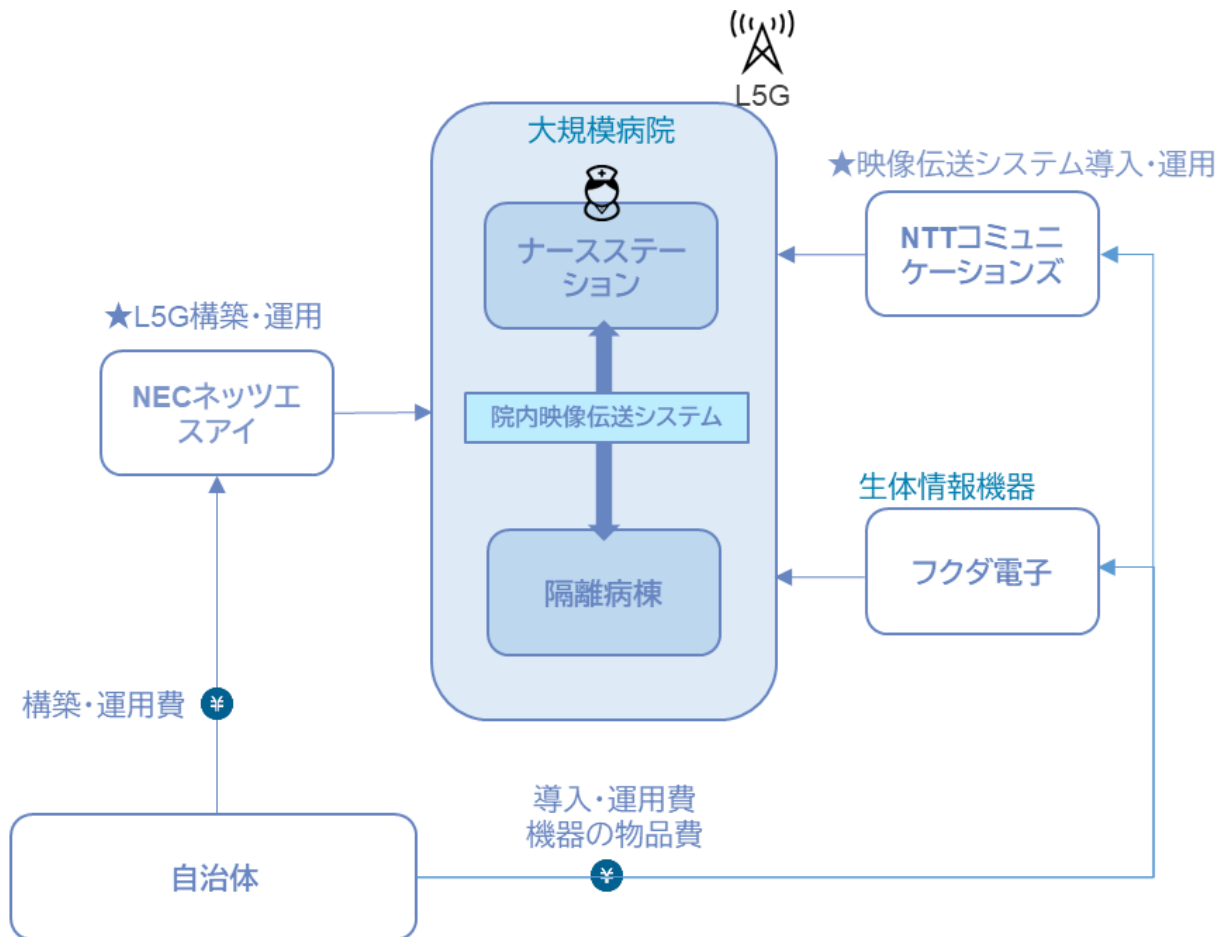 L5G
大規模病院
★映像伝送システム導入・運用
ナースステー
ション
NTTコミュニ
ケーションズ
★L5G構築・運用
NECネッツエ
スアイ
院内映像伝送システム
生体情報機器
フクダ電子
隔離病棟
構築・運用費
¥
導入・運用費
機器の物品費
¥
自治体